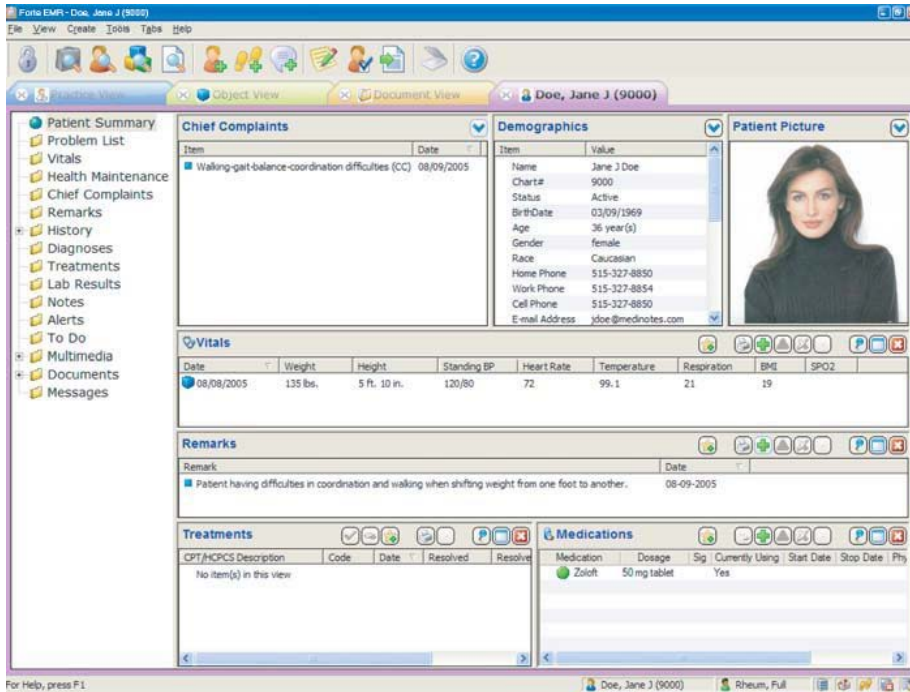 Forte EMR - Doe, Jane J (9000)
File View Create Tools Tabs Help
Practice View Object View Document View Doe, Jane J (9000)
Patient Summary
Problem List
Vitals
Health Maintenance
Chief Complaints
Remarks
History
Diagnoses
Treatments
Lab Results
Notes
Alerts
To Do
Multimedia
Documents
Messages
Chief Complaints
Item Date
Walking-gait-balance-coordination difficulties (CC) 08/09/2005
Demographics
Item Value
Name Jane J Doe
Chart# 9000
Status Active
BirthDate 03/09/1969
Age 36 year(s)
Gender female
Race Caucasian
Home Phone 515-327-8850
Work Phone 515-327-8854
Cell Phone 515-327-8850
E-mail Address jdoe@medinotes.com
Patient Picture
Vitals
Date Weight Height Standing BP Heart Rate Temperature Respiration BMI SPO2
08/08/2005 135 lbs. 5 ft. 10 in. 120/80 72 99.1 21 19
Remarks
Remark Date
Patient having difficulties in coordination and walking when shifting weight from one foot to another. 08-09-2005
Treatments
CPT/HCPCS Description Code Date Resolved Resolve
No item(s) in this view
Medications
Medication Dosage Sig Currently Using Start Date Stop Date Phy
Zoloft 50 mg tablet Yes
For Help, press F1 Doe, Jane J (9000) Rheum, Full